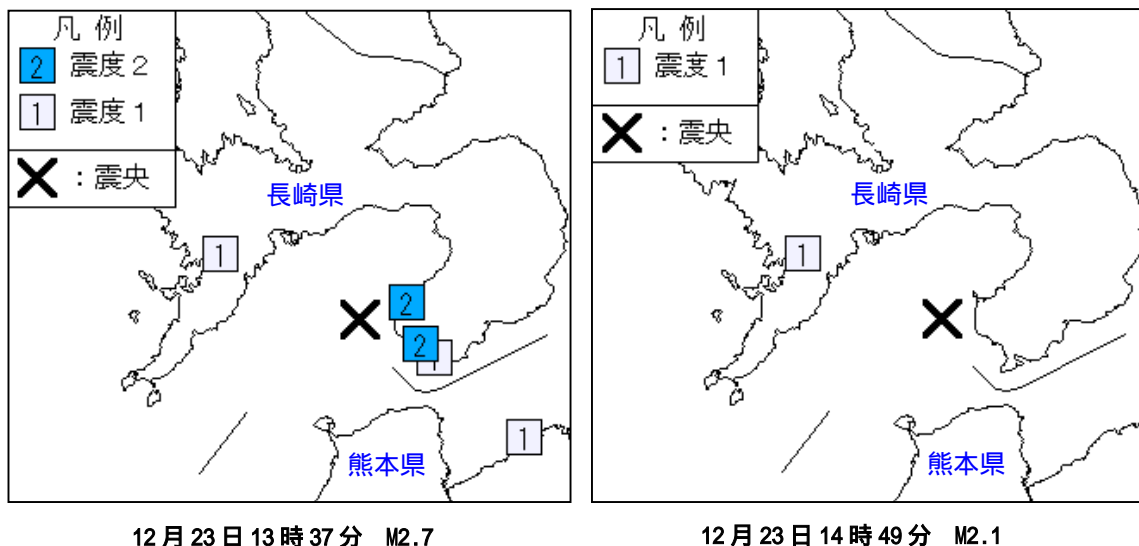 凡 例
2 震度２
1 震度１
：震央
長崎県
1
2
2
1
1
熊本県
12月23日13時37分 M2.7
凡 例
1 震度１
：震央
長崎県
1
熊本県
12月23日14時49分 M2.1